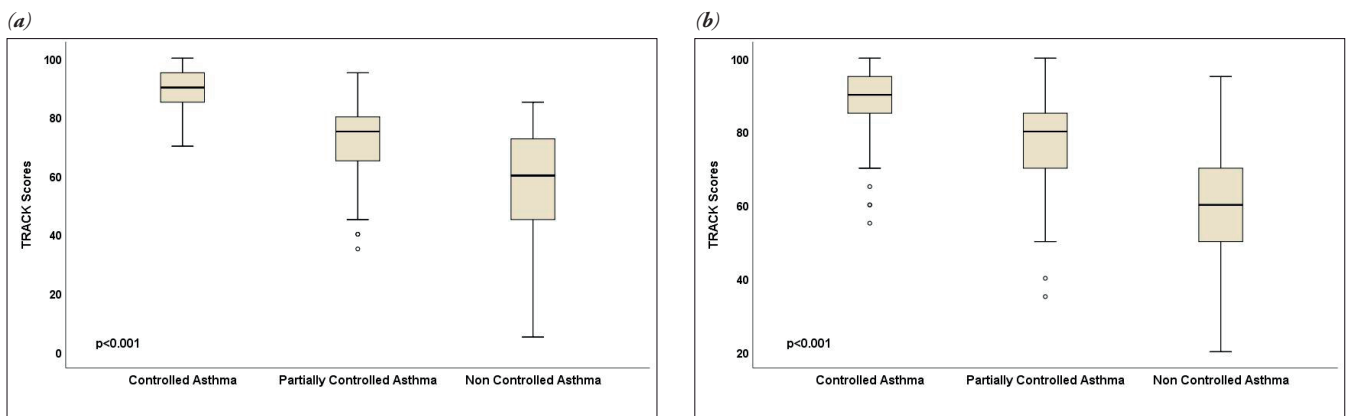 (a)
100
80
60
40
20
0
TRACK Scores
p<0.001
Controlled Asthma
Partially Controlled Asthma
Non Controlled Asthma
(b)
100
80
60
40
20
TRACK Scores
p<0.001
Controlled Asthma
Partially Controlled Asthma
Non Controlled Asthma